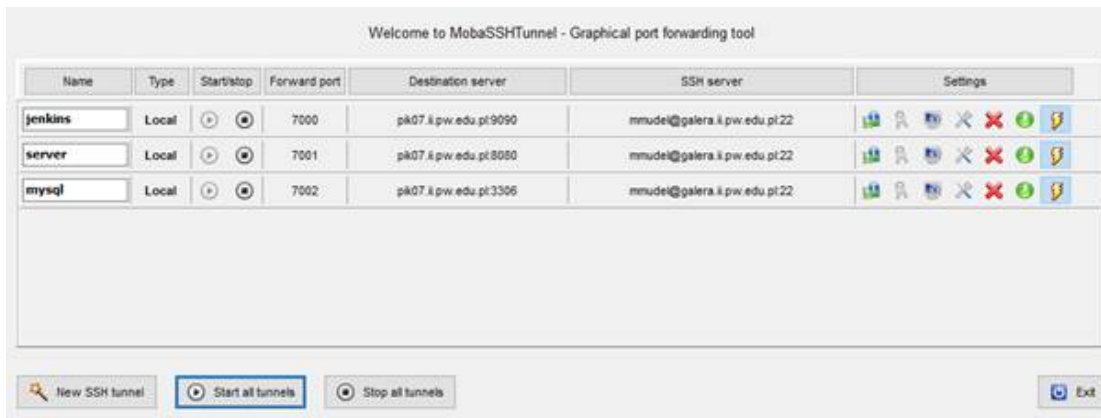 Welcome to MobaSSHTunnel - Graphical port forwarding tool
Name Type Start/stop Forward port Destination server SSH server Settings
jenkins Local 7000 pik07.ii.pw.edu.pl:9090 mmudel@galera.ii.pw.edu.pl:22
server Local 7001 pik07.ii.pw.edu.pl:8080 mmudel@galera.ii.pw.edu.pl:22
mysql Local 7002 pik07.ii.pw.edu.pl:3306 mmudel@galera.ii.pw.edu.pl:22
New SSH tunnel Start all tunnels Stop all tunnels Exit